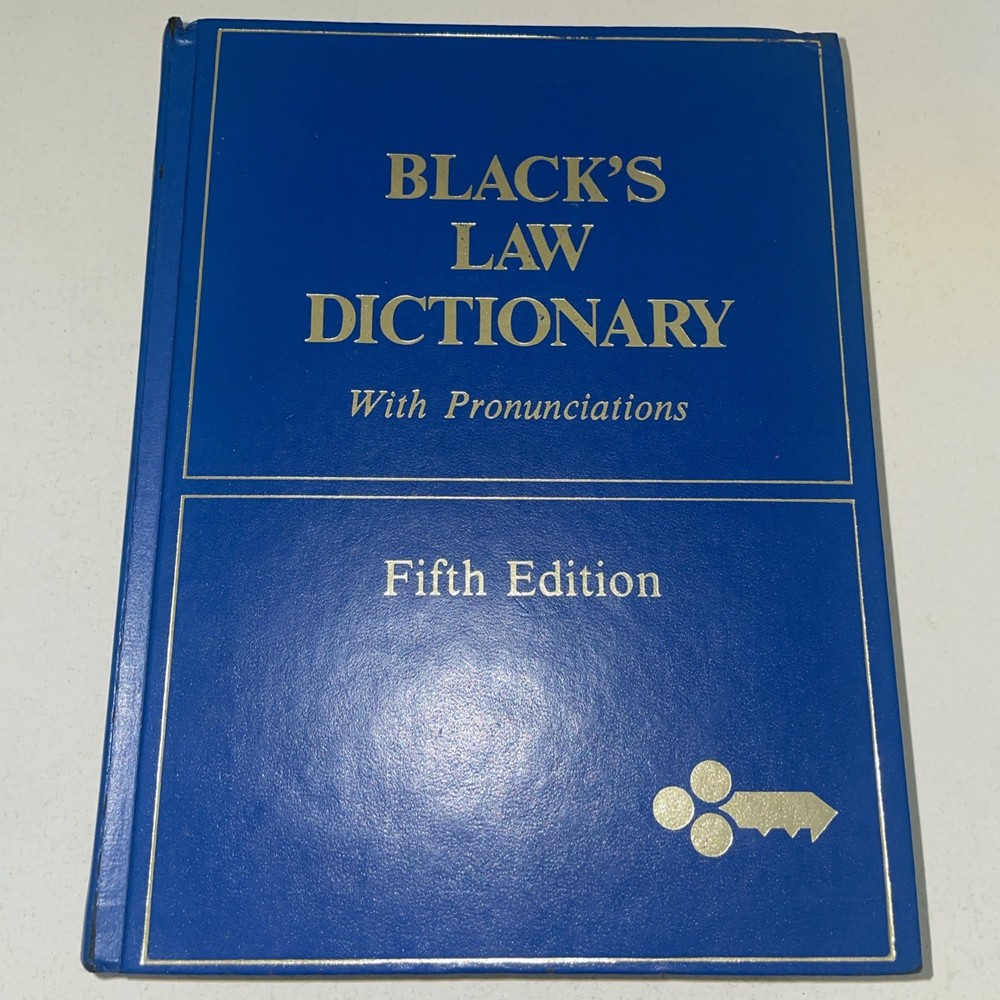 BLACK'S
LAW
DICTIONARY
With Pronunciations
Fifth Edition